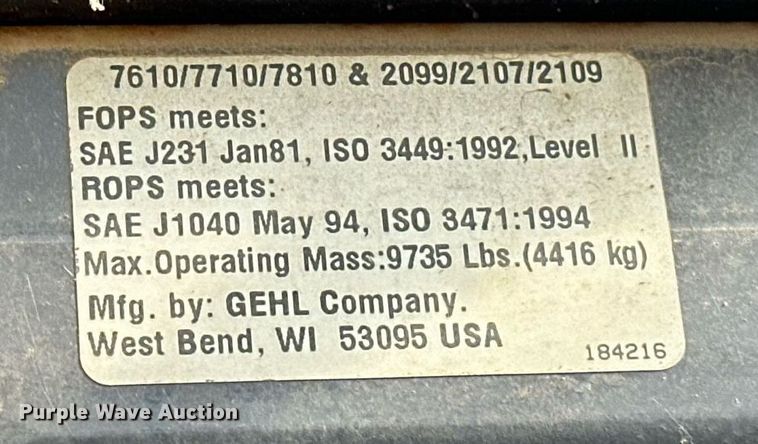 7610/7710/7810 & 2099/2107/2109
FOPS meets:
SAE J231 Jan81, ISO 3449:1992,Level II
ROPS meets:
SAE J1040 May 94, ISO 3471:1994
Max.Operating Mass:9735 Lbs.(4416 kg)
Mfg. by: GEHL Company.
West Bend, WI 53095 USA
184216
Purple Wave Auction